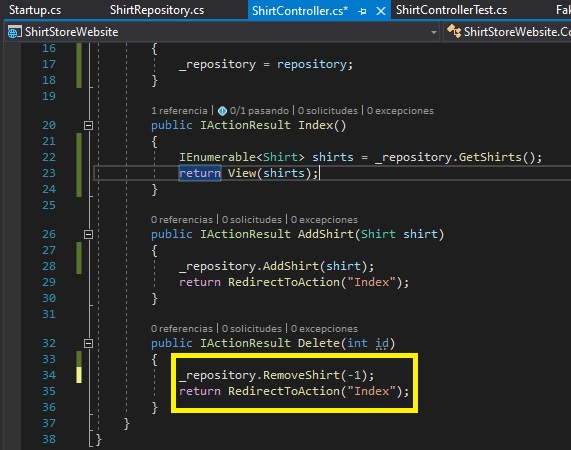 Startup.cs ShirtRepository.cs ShirtController.cs* ShirtControllerTest.cs Fak
ShirtStoreWebsite ShirtStoreWebsite.Co
16 {
17 _repository = repository;
18 }
19
1 referencia | 0/1 pasando | 0 solicitudes | 0 excepciones
20 public IActionResult Index()
21 {
22 IEnumerable<Shirt> shirts = _repository.GetShirts();
23 return View(shirts);
24 }
25
0 referencias | 0 solicitudes | 0 excepciones
26 public IActionResult AddShirt(Shirt shirt)
27 {
28 _repository.AddShirt(shirt);
29 return RedirectToAction("Index");
30 }
31
0 referencias | 0 solicitudes | 0 excepciones
32 public IActionResult Delete(int id)
33 {
34 _repository.RemoveShirt(-1);
35 return RedirectToAction("Index");
36 }
37 }
38 }